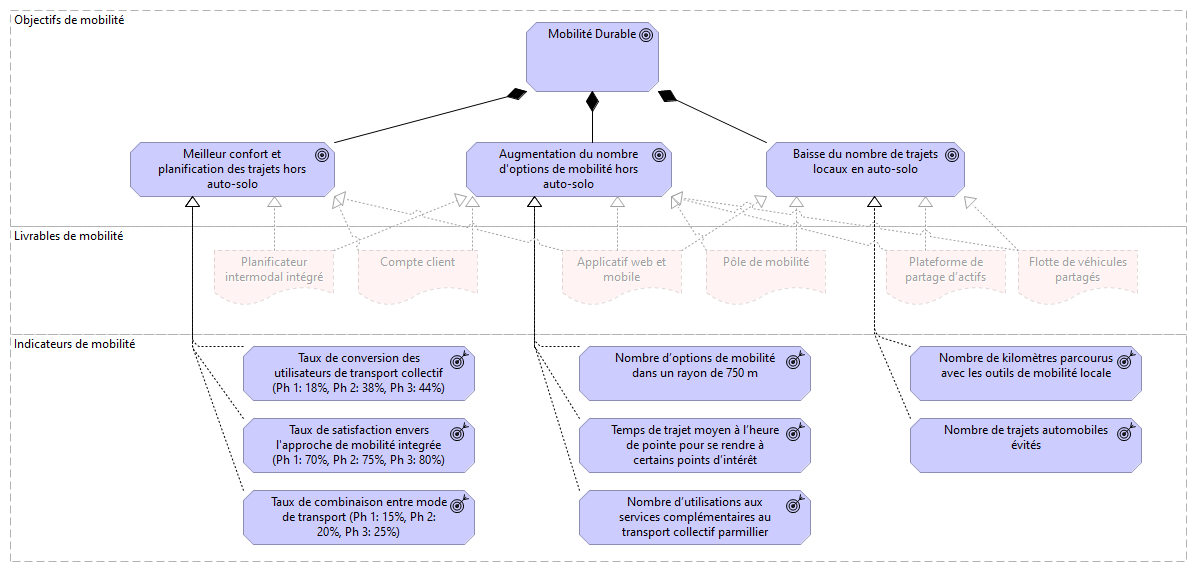 Objectifs de mobilité
Mobilité Durable
Meilleur confort et
planification des trajets hors
auto-solo
Augmentation du nombre
d'options de mobilité hors
auto-solo
Baisse du nombre de trajets
locaux en auto-solo
Livrables de mobilité
Planificateur
intermodal intégré
Compte client
Applicatif web et
mobile
Pôle de mobilité
Plateforme de
partage d'actifs
Flotte de véhicules
partagés
Indicateurs de mobilité
Taux de conversion des
utilisateurs de transport collectif
(Ph 1: 18%, Ph 2: 38%, Ph 3: 44%)
Nombre d'options de mobilité
dans un rayon de 750 m
Nombre de kilomètres parcourus
avec les outils de mobilité locale
Taux de satisfaction envers
l'approche de mobilité integrée
(Ph 1: 70%, Ph 2: 75%, Ph 3: 80%)
Temps de trajet moyen à l'heure
de pointe pour se rendre à
certains points d'intérêt
Nombre de trajets automobiles
évités
Taux de combinaison entre mode
de transport (Ph 1: 15%, Ph 2:
20%, Ph 3: 25%)
Nombre d'utilisations aux
services complémentaires au
transport collectif parmillier